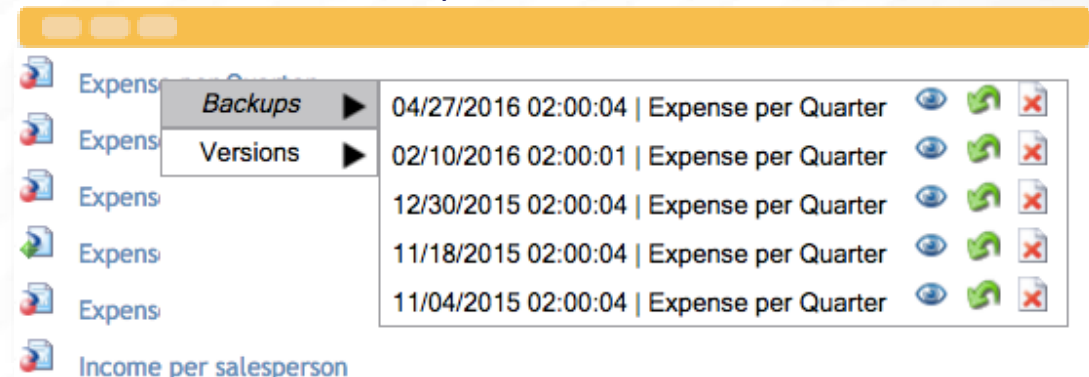 Expense per Quarter
Backups
Versions
04/27/2016 02:00:04 | Expense per Quarter
02/10/2016 02:00:01 | Expense per Quarter
12/30/2015 02:00:04 | Expense per Quarter
11/18/2015 02:00:04 | Expense per Quarter
11/04/2015 02:00:04 | Expense per Quarter
Expens
Expens
Expens
Expens
Income per salesperson